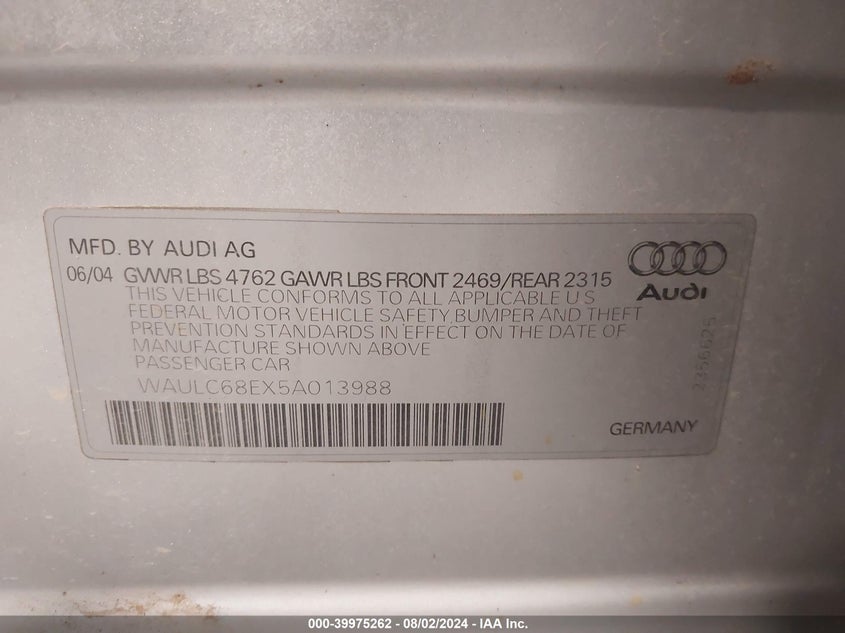 MFD. BY AUDI AG
06/04 GVWR LBS 4762 GAWR LBS FRONT 2469/REAR 2315
THIS VEHICLE CONFORMS TO ALL APPLICABLE U S
FEDERAL MOTOR VEHICLE SAFETY, BUMPER AND THEFT
PREVENTION STANDARDS IN EFFECT ON THE DATE OF
MANUFACTURE SHOWN ABOVE
PASSENGER CAR
WAULC68EX5A013988
Audi
2356625
GERMANY
000-39975262 - 08/02/2024 - IAA Inc.